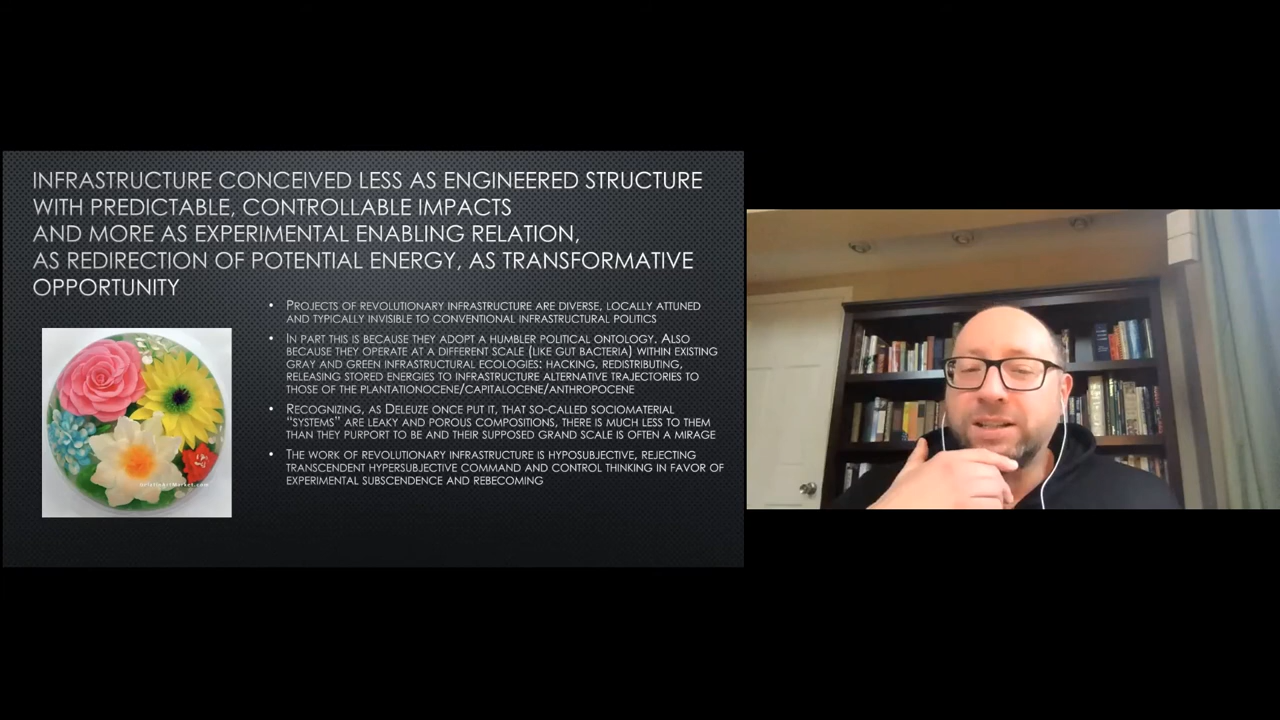 INFRASTRUCTURE CONCEIVED LESS AS ENGINEERED STRUCTURE
WITH PREDICTABLE, CONTROLLABLE IMPACTS
AND MORE AS EXPERIMENTAL ENABLING RELATION,
AS REDIRECTION OF POTENTIAL ENERGY, AS TRANSFORMATIVE
OPPORTUNITY
• PROJECTS OF REVOLUTIONARY INFRASTRUCTURE ARE DIVERSE, LOCALLY ATTUNED
AND TYPICALLY INVISIBLE TO CONVENTIONAL INFRASTRUCTURAL POLITICS
• IN PART THIS IS BECAUSE THEY ADOPT A HUMBLER POLITICAL ONTOLOGY. ALSO
BECAUSE THEY OPERATE AT A DIFFERENT SCALE (LIKE GUT BACTERIA) WITHIN EXISTING
GRAY AND GREEN INFRASTRUCTURAL ECOLOGIES: HACKING, REDISTRIBUTING,
RELEASING STORED ENERGIES TO INFRASTRUCTURE ALTERNATIVE TRAJECTORIES TO
THOSE OF THE PLANTATIONOCENE/CAPITALOCENE/ANTHROPOCENE
• RECOGNIZING, AS DELEUZE ONCE PUT IT, THAT SO-CALLED SOCIOMATERIAL
"SYSTEMS" ARE LEAKY AND POROUS COMPOSITIONS, THERE IS MUCH LESS TO THEM
THAN THEY PURPORT TO BE AND THEIR SUPPOSED GRAND SCALE IS OFTEN A MIRAGE
• THE WORK OF REVOLUTIONARY INFRASTRUCTURE IS HYPOSUBJECTIVE, REJECTING
TRANSCENDENT HYPERSUBJECTIVE COMMAND AND CONTROL THINKING IN FAVOR OF
EXPERIMENTAL SUBSCENDENCE AND REBECOMING